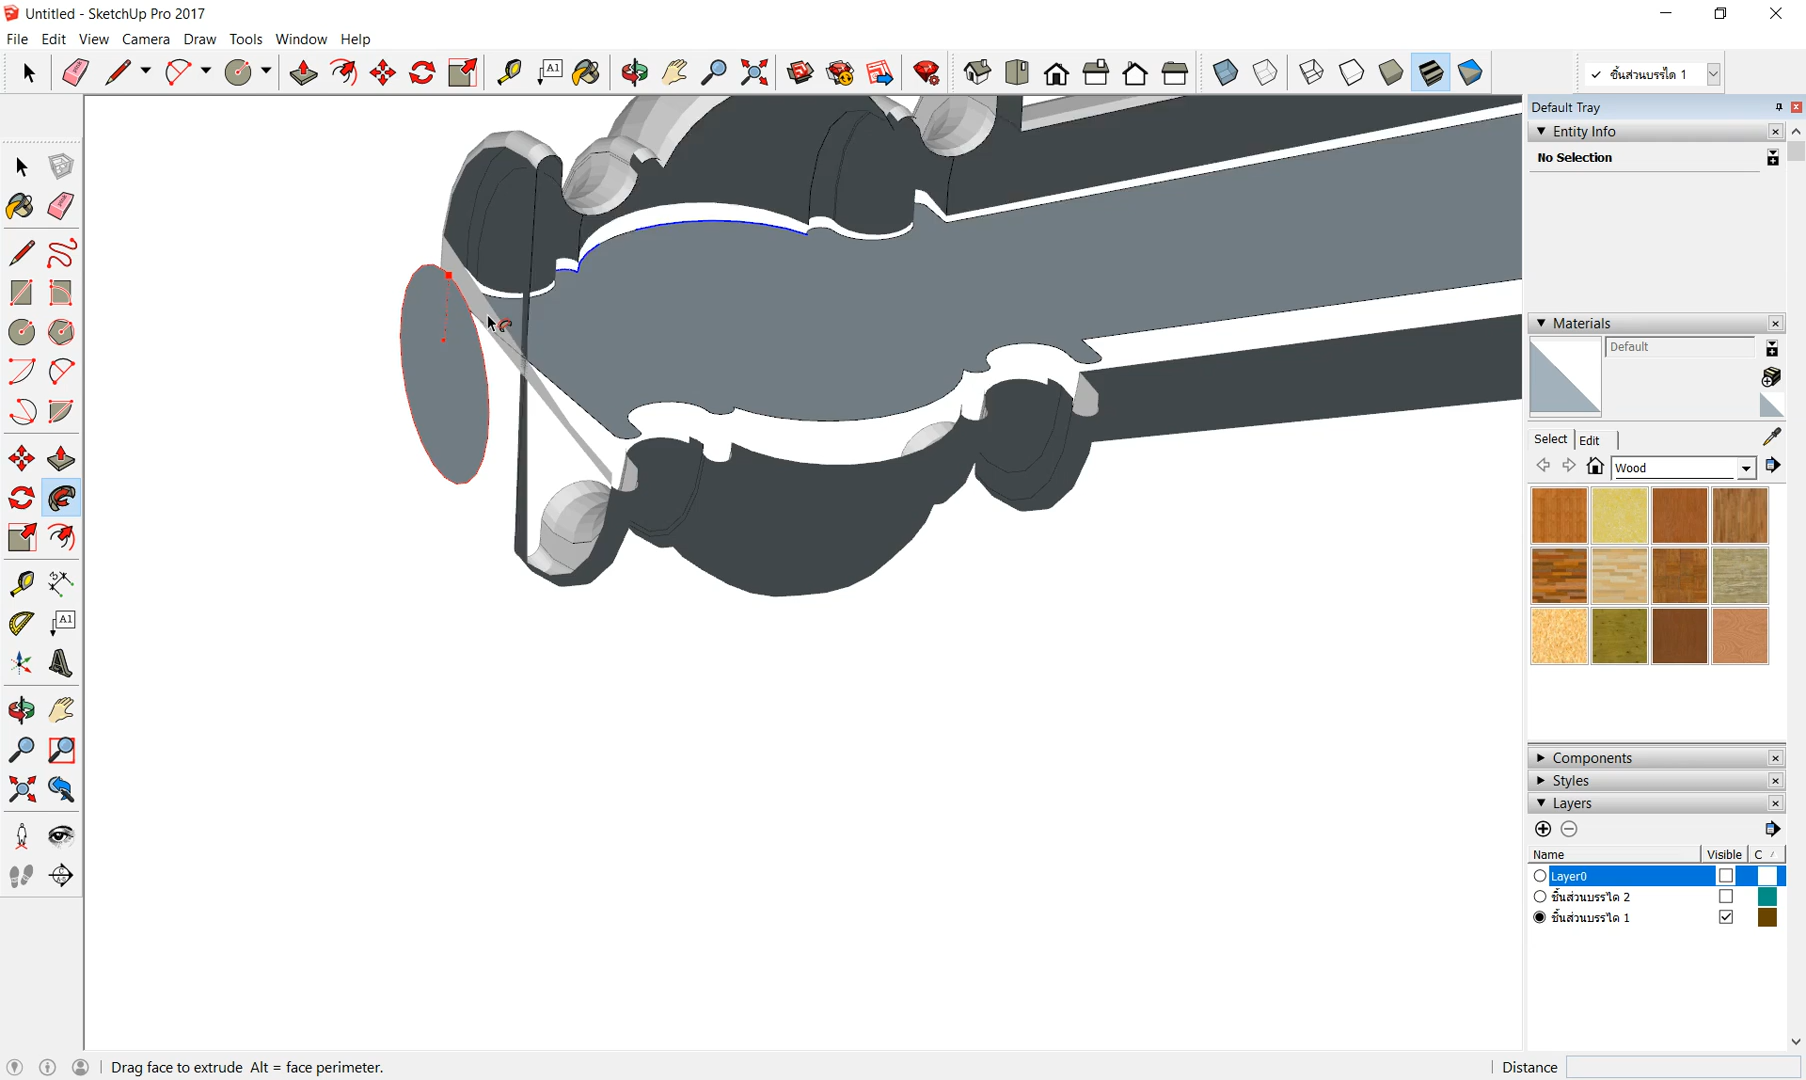 Untitled - SketchUp Pro 2017
File Edit View Camera Draw Tools Window Help
A1
✓ ชิ้นส่วนบรรได 1
Default Tray
Entity Info
No Selection
Materials
Default
Select Edit
Wood
A1
Components
Styles
Layers
Name Visible C
Layer0
ชิ้นส่วนบรรได 2
ชิ้นส่วนบรรได 1
Drag face to extrude Alt = face perimeter.
Distance